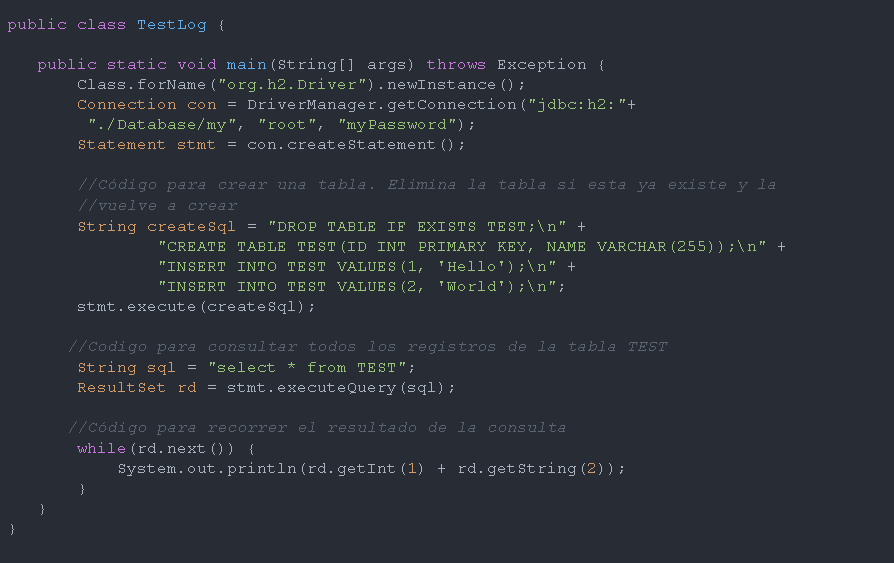 public class TestLog {
public static void main(String[] args) throws Exception {
Class.forName("org.h2.Driver").newInstance();
Connection con = DriverManager.getConnection("jdbc:h2:"+
"./Database/my", "root", "myPassword");
Statement stmt = con.createStatement();
//Código para crear una tabla. Elimina la tabla si esta ya existe y la
//vuelve a crear
String createSql = "DROP TABLE IF EXISTS TEST;\n" +
"CREATE TABLE TEST(ID INT PRIMARY KEY, NAME VARCHAR(255));\n" +
"INSERT INTO TEST VALUES(1, 'Hello');\n" +
"INSERT INTO TEST VALUES(2, 'World');\n";
stmt.execute(createSql);
//Codigo para consultar todos los registros de la tabla TEST
String sql = "select * from TEST";
ResultSet rd = stmt.executeQuery(sql);
//Código para recorrer el resultado de la consulta
while(rd.next()) {
System.out.println(rd.getInt(1) + rd.getString(2));
}
}
}